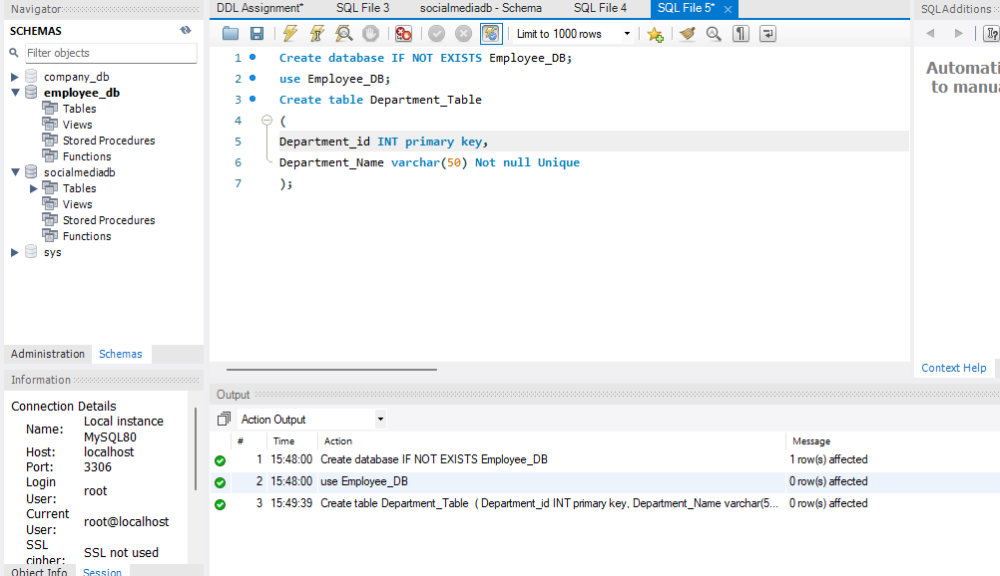 Navigator
SCHEMAS
Filter objects
company_db
employee_db
Tables
Views
Stored Procedures
Functions
socialmediadb
Tables
Views
Stored Procedures
Functions
sys
Administration Schemas
Information
Connection Details
Name: Local instance MySQL80
Host: localhost
Port: 3306
Login User: root
Current User: root@localhost
SSL cipher: SSL not used
Object Info Session
DDL Assignment* SQL File 3 socialmediadb - Schema SQL File 4 SQL File 5*
Limit to 1000 rows
1 Create database IF NOT EXISTS Employee_DB;
2 use Employee_DB;
3 Create table Department_Table
4 (
5 Department_id INT primary key,
6 Department_Name varchar(50) Not null Unique
7 );
Output
Action Output
# Time Action Message
1 15:48:00 Create database IF NOT EXISTS Employee_DB 1 row(s) affected
2 15:48:00 use Employee_DB 0 row(s) affected
3 15:49:39 Create table Department_Table ( Department_id INT primary key, Department_Name varchar(5... 0 row(s) affected
SQLAdditions
Automati
to manua
Context Help